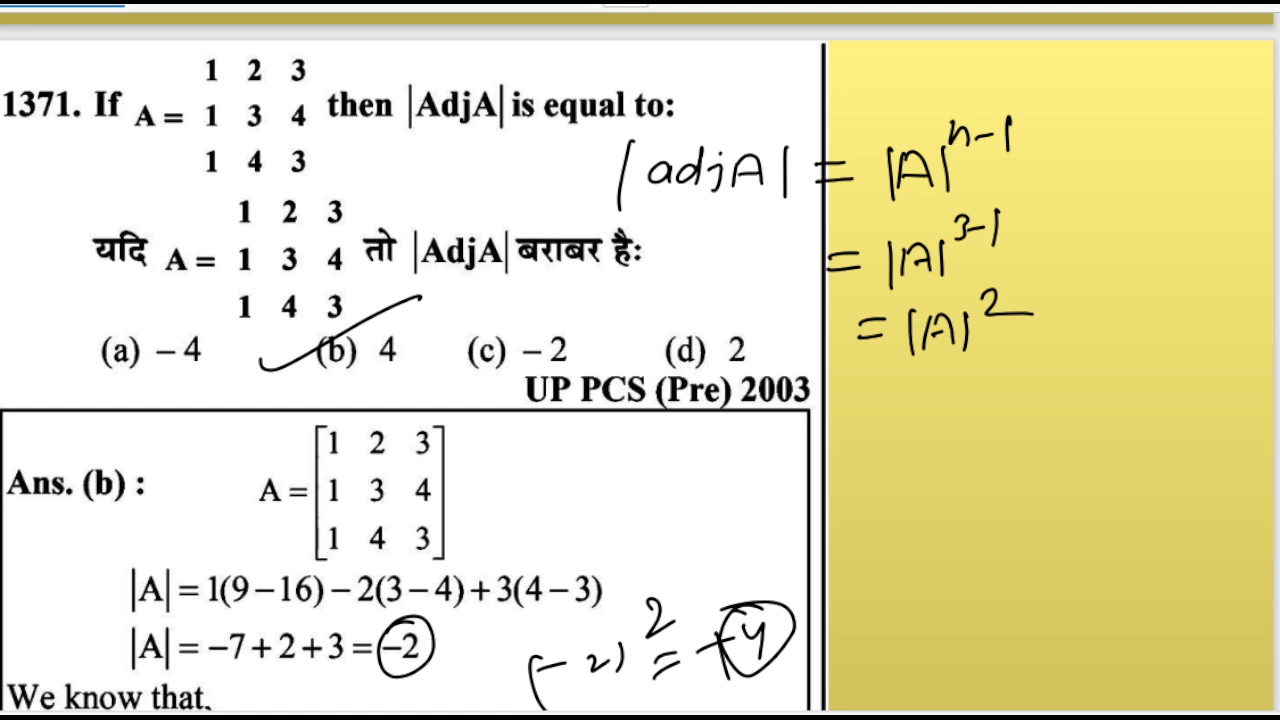 1 2 3
1371. If A = 1 3 4 then |AdjA| is equal to:
1 4 3
|adjA| = |A|^n-1
1 2 3
यदि A = 1 3 4 तो |AdjA| बराबर है:
1 4 3
= |A|^3-1
= |A|^2
(a) – 4 (b) 4 (c) – 2 (d) 2
UP PCS (Pre) 2003
1 2 3
Ans. (b) : A = 1 3 4
1 4 3
|A| = 1(9 – 16) – 2(3 – 4) + 3(4 – 3)
|A| = –7 + 2 + 3 = –2
(-2)^2 = +4
We know that,